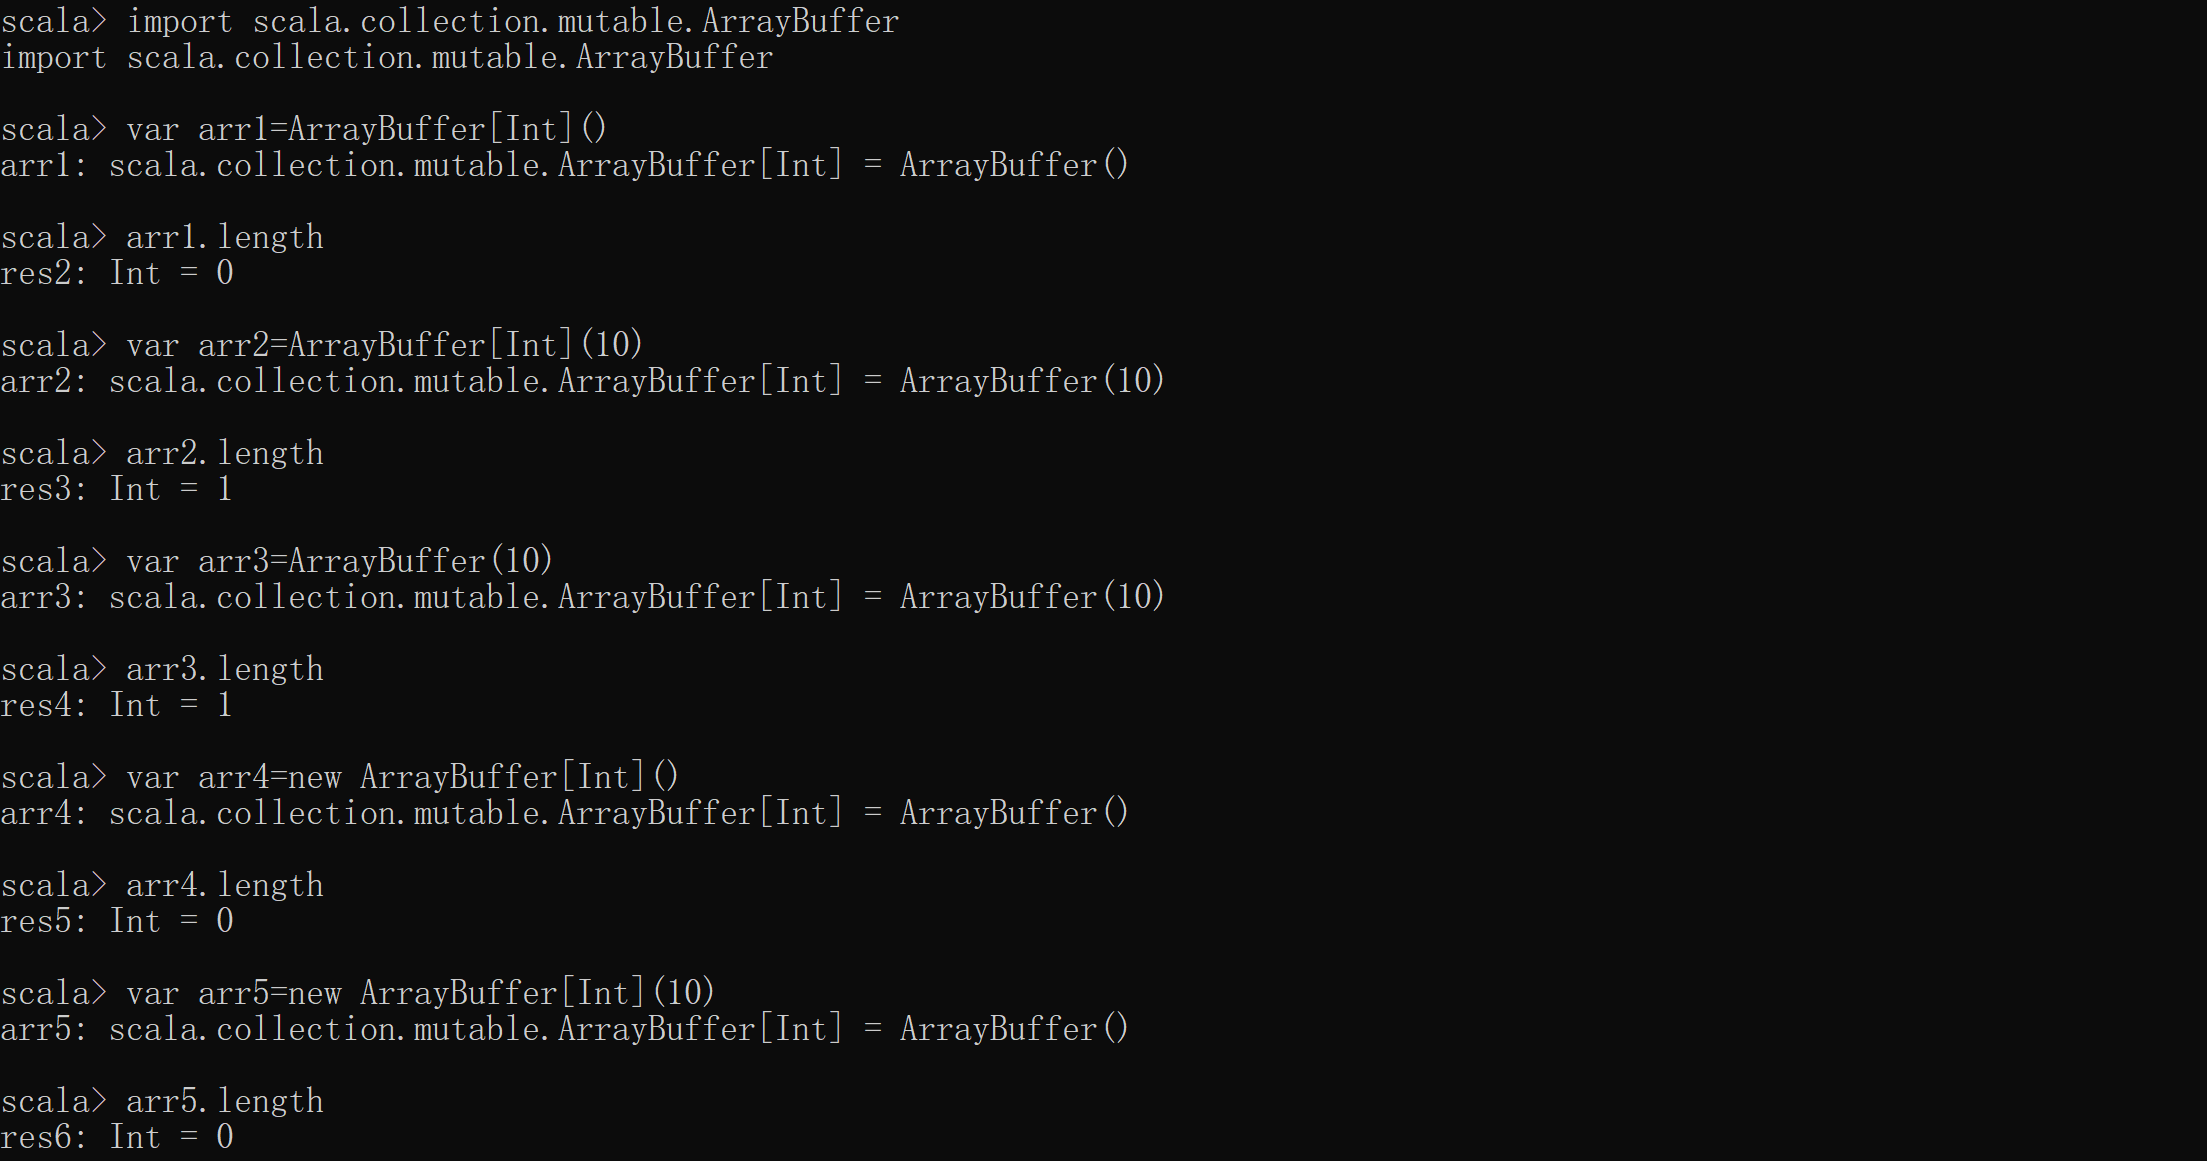 scala> import scala.collection.mutable.ArrayBuffer
import scala.collection.mutable.ArrayBuffer
scala> var arr1=ArrayBuffer[Int]()
arr1: scala.collection.mutable.ArrayBuffer[Int] = ArrayBuffer()
scala> arr1.length
res2: Int = 0
scala> var arr2=ArrayBuffer[Int](10)
arr2: scala.collection.mutable.ArrayBuffer[Int] = ArrayBuffer(10)
scala> arr2.length
res3: Int = 1
scala> var arr3=ArrayBuffer(10)
arr3: scala.collection.mutable.ArrayBuffer[Int] = ArrayBuffer(10)
scala> arr3.length
res4: Int = 1
scala> var arr4=new ArrayBuffer[Int]()
arr4: scala.collection.mutable.ArrayBuffer[Int] = ArrayBuffer()
scala> arr4.length
res5: Int = 0
scala> var arr5=new ArrayBuffer[Int](10)
arr5: scala.collection.mutable.ArrayBuffer[Int] = ArrayBuffer()
scala> arr5.length
res6: Int = 0